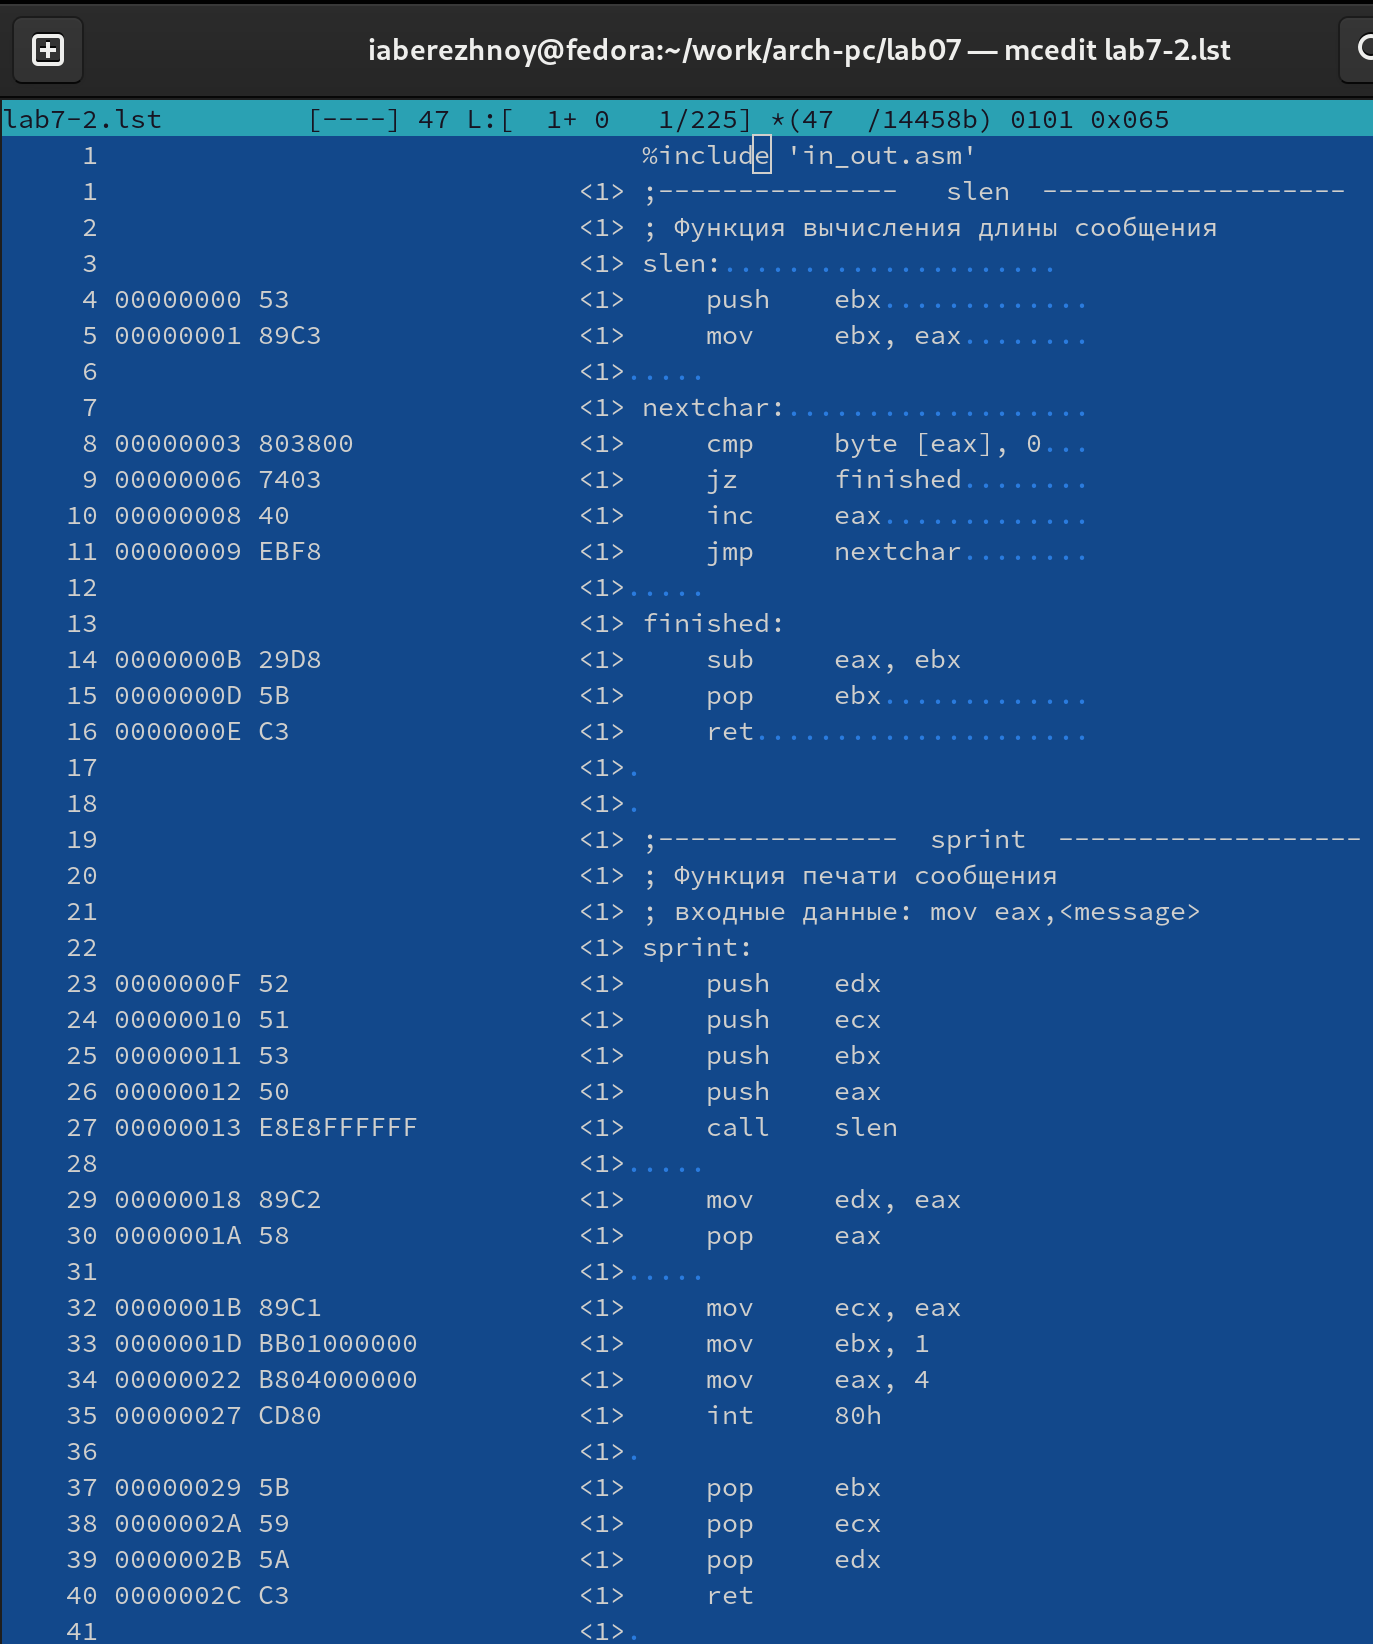 iaberezhnoy@fedora:~/work/arch-pc/lab07 — mcedit lab7-2.lst
lab7-2.lst         [----] 47 L:[  1+ 0   1/225] *(47  /14458b) 0101 0x065
1 %include 'in_out.asm'
1 <1> ;---------------   slen  -------------------
2 <1> ; Функция вычисления длины сообщения
3 <1> slen:.....................
4 00000000 53 <1>     push    ebx.............
5 00000001 89C3 <1>     mov     ebx, eax........
6 <1>.....
7 <1> nextchar:...................
8 00000003 803800 <1>     cmp     byte [eax], 0...
9 00000006 7403 <1>     jz      finished........
10 00000008 40 <1>     inc     eax.............
11 00000009 EBF8 <1>     jmp     nextchar........
12 <1>.....
13 <1> finished:
14 0000000B 29D8 <1>     sub     eax, ebx
15 0000000D 5B <1>     pop     ebx.............
16 0000000E C3 <1>     ret.....................
17 <1>.
18 <1>.
19 <1> ;---------------  sprint  -------------------
20 <1> ; Функция печати сообщения
21 <1> ; входные данные: mov eax,<message>
22 <1> sprint:
23 0000000F 52 <1>     push    edx
24 00000010 51 <1>     push    ecx
25 00000011 53 <1>     push    ebx
26 00000012 50 <1>     push    eax
27 00000013 E8E8FFFFFF <1>     call    slen
28 <1>.....
29 00000018 89C2 <1>     mov     edx, eax
30 0000001A 58 <1>     pop     eax
31 <1>.....
32 0000001B 89C1 <1>     mov     ecx, eax
33 0000001D BB01000000 <1>     mov     ebx, 1
34 00000022 B804000000 <1>     mov     eax, 4
35 00000027 CD80 <1>     int     80h
36 <1>.
37 00000029 5B <1>     pop     ebx
38 0000002A 59 <1>     pop     ecx
39 0000002B 5A <1>     pop     edx
40 0000002C C3 <1>     ret
41 <1>.